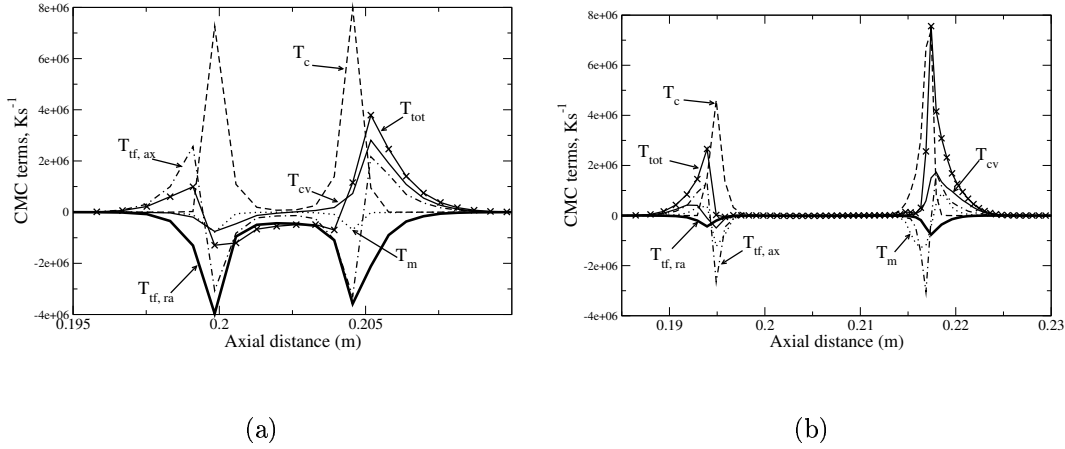 8e+06
6e+06
4e+06
2e+06
0
-2e+06
-4e+06
CMC terms, Ks-1
T_c
T_tot
T_tf, ax
T_cv
T_m
T_tf, ra
0.195
0.2
0.205
Axial distance (m)
(a)
8e+06
6e+06
4e+06
2e+06
0
-2e+06
-4e+06
CMC terms, Ks-1
T_c
T_tot
T_cv
T_tf, ra
T_tf, ax
T_m
0.19
0.2
0.21
0.22
0.23
Axial distance (m)
(b)